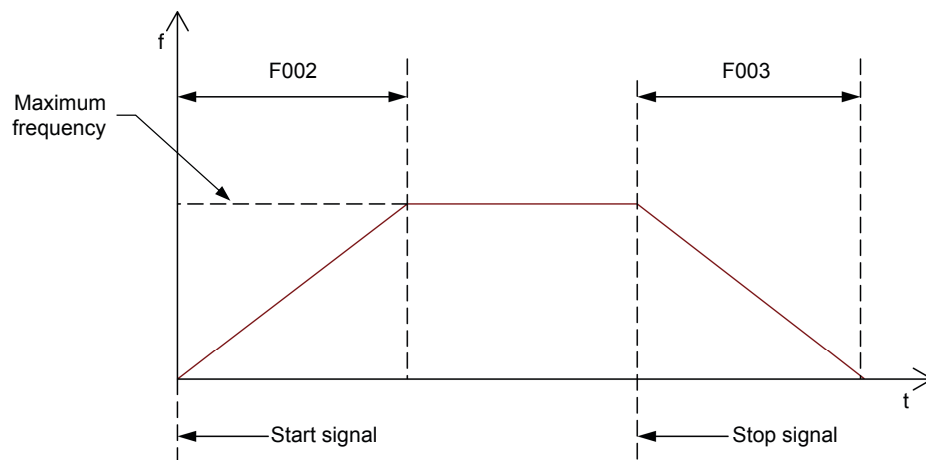 f
F002
F003
Maximum
frequency
t
Start signal
Stop signal